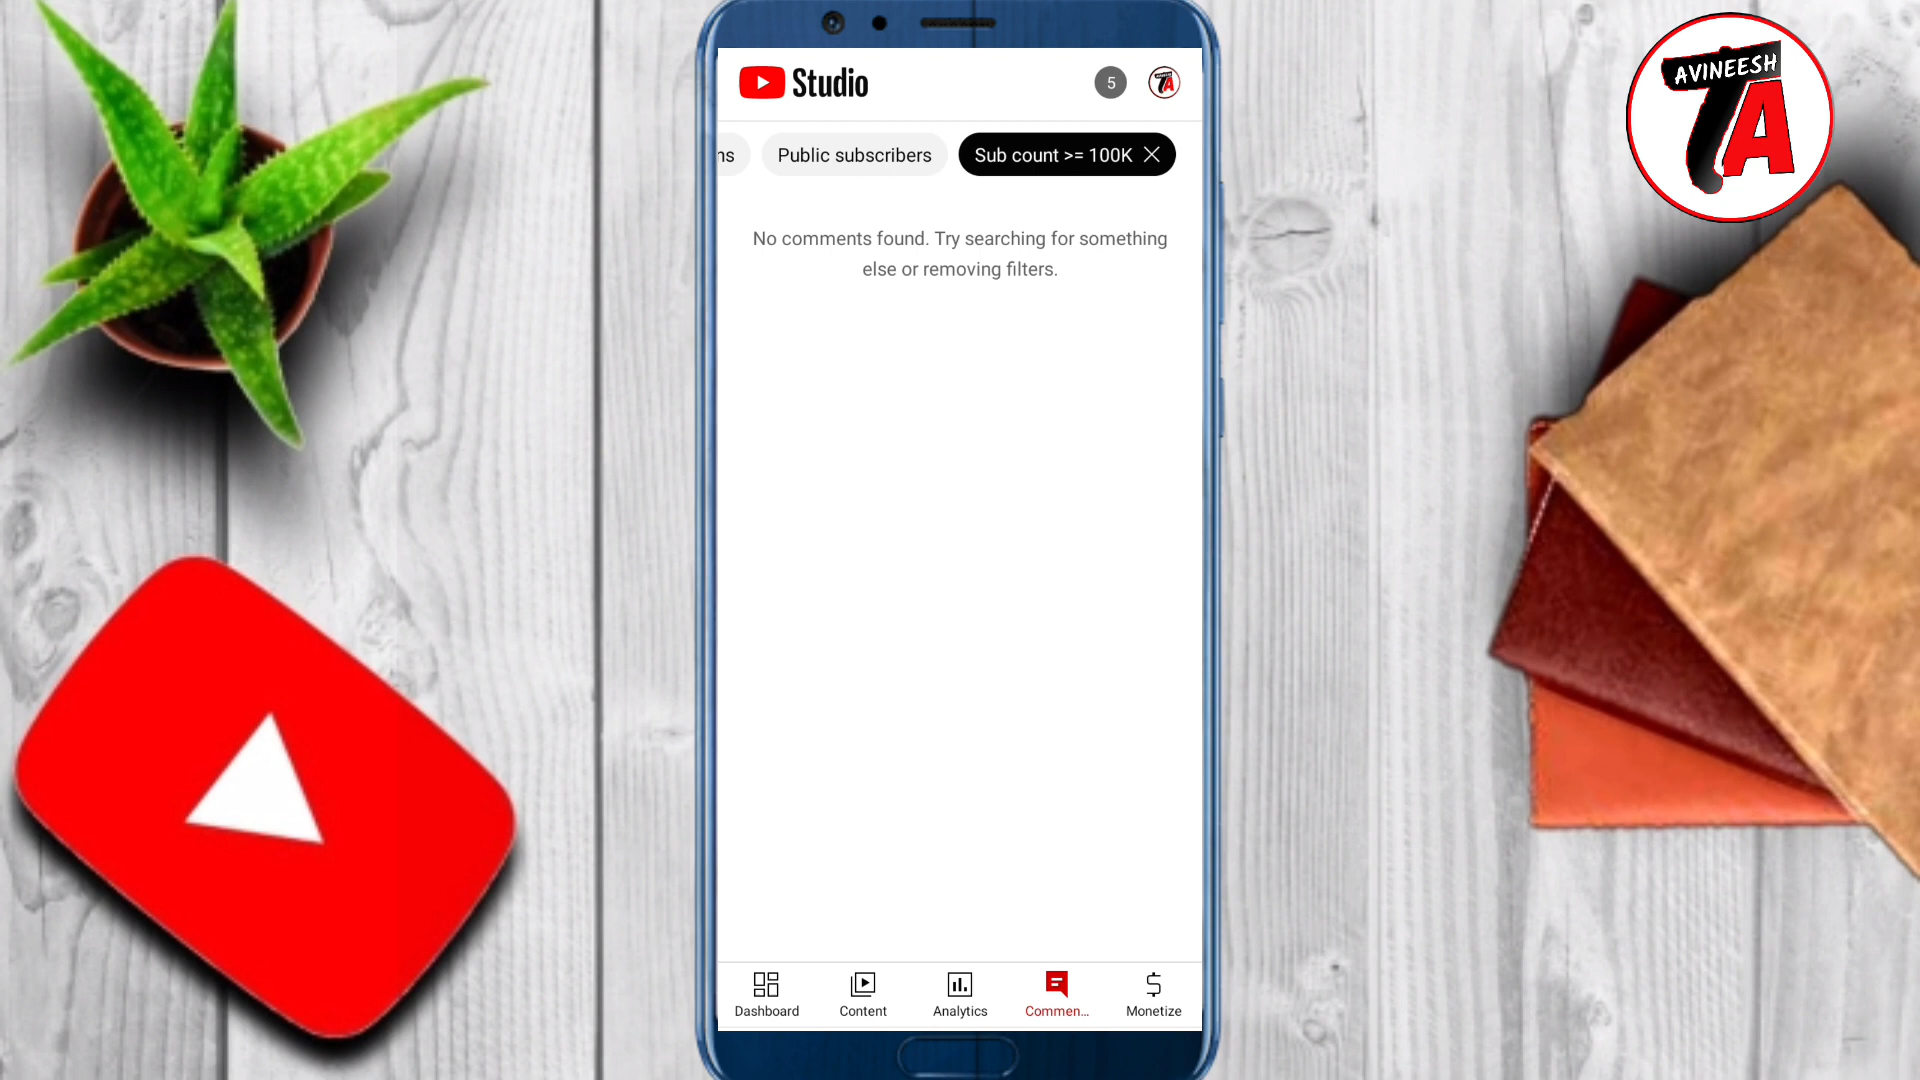 Studio
5
AVINEESH
TA
ns
Public subscribers
Sub count >= 100K
No comments found. Try searching for something
else or removing filters.
Dashboard
Content
Analytics
Commen...
Monetize